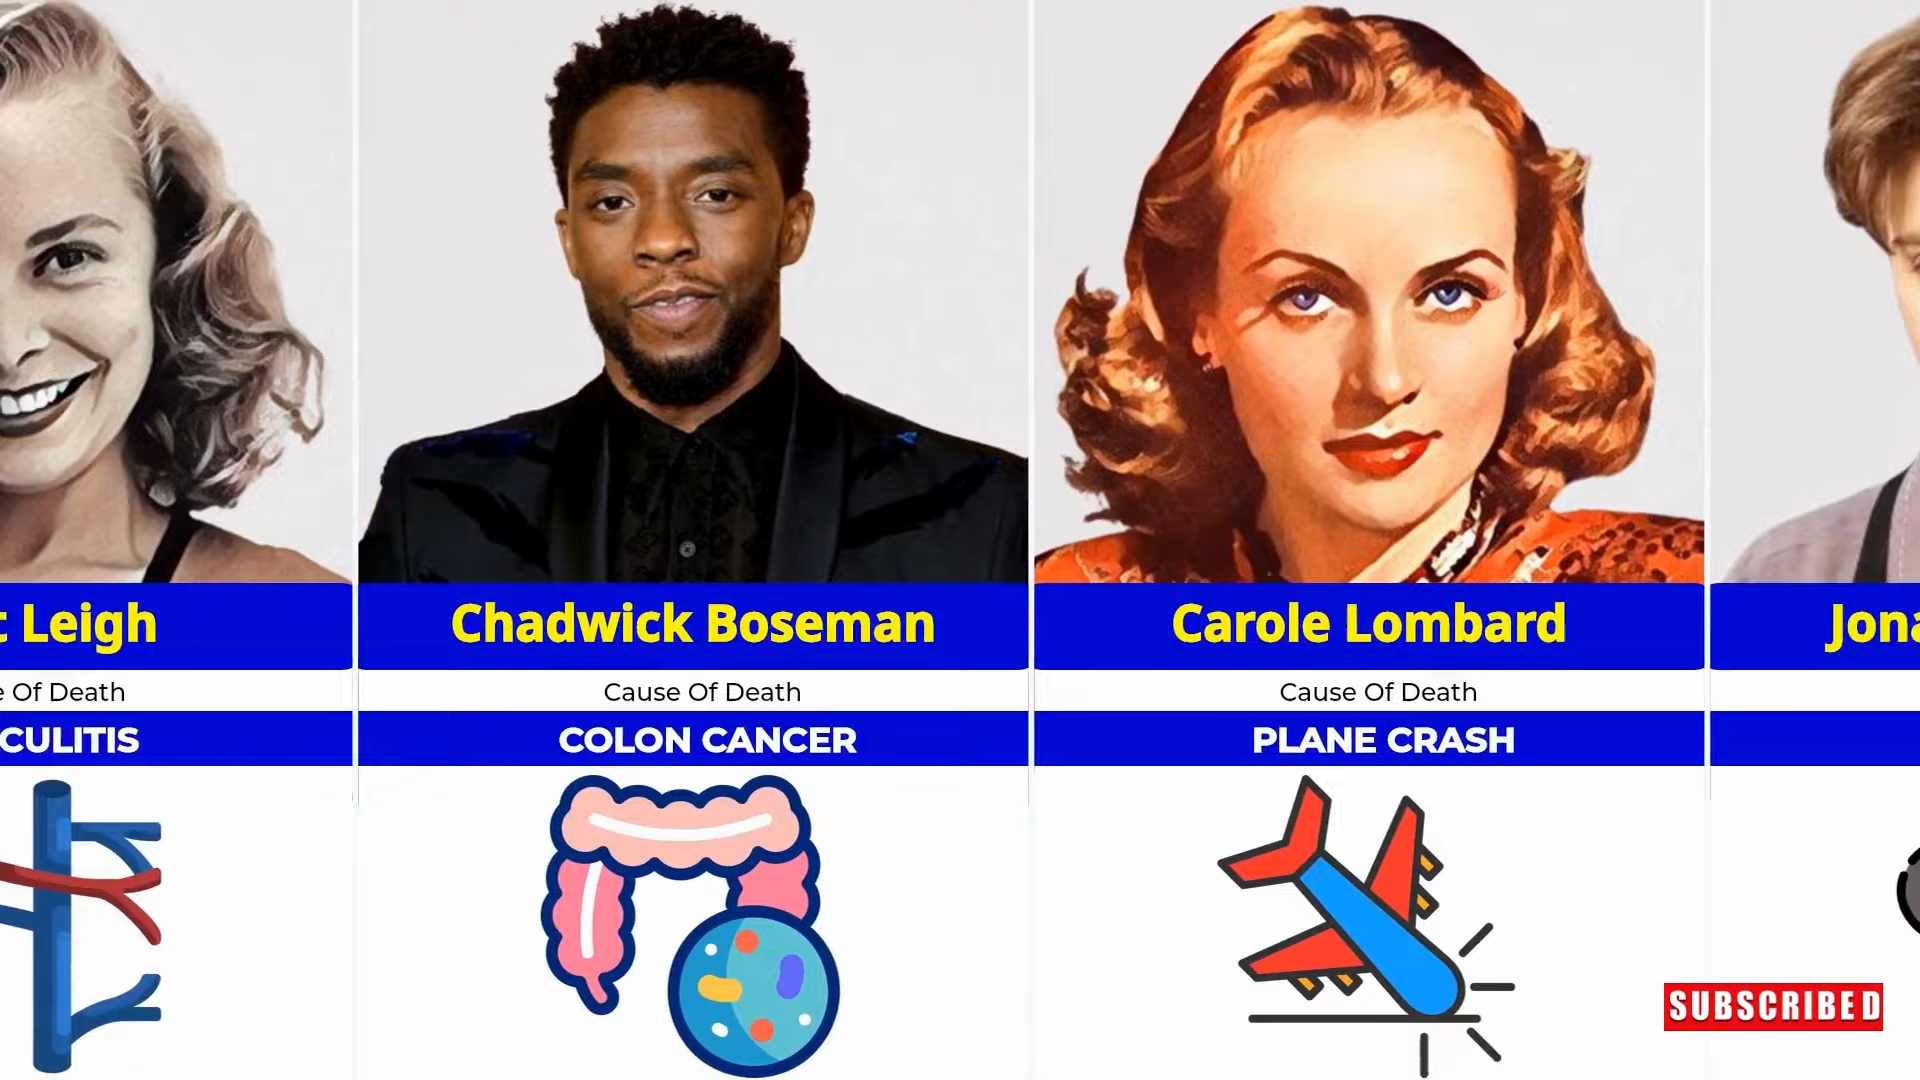 t Leigh
Chadwick Boseman
Carole Lombard
Jona
e Of Death
Cause Of Death
Cause Of Death
CULITIS
COLON CANCER
PLANE CRASH
SUBSCRIBED